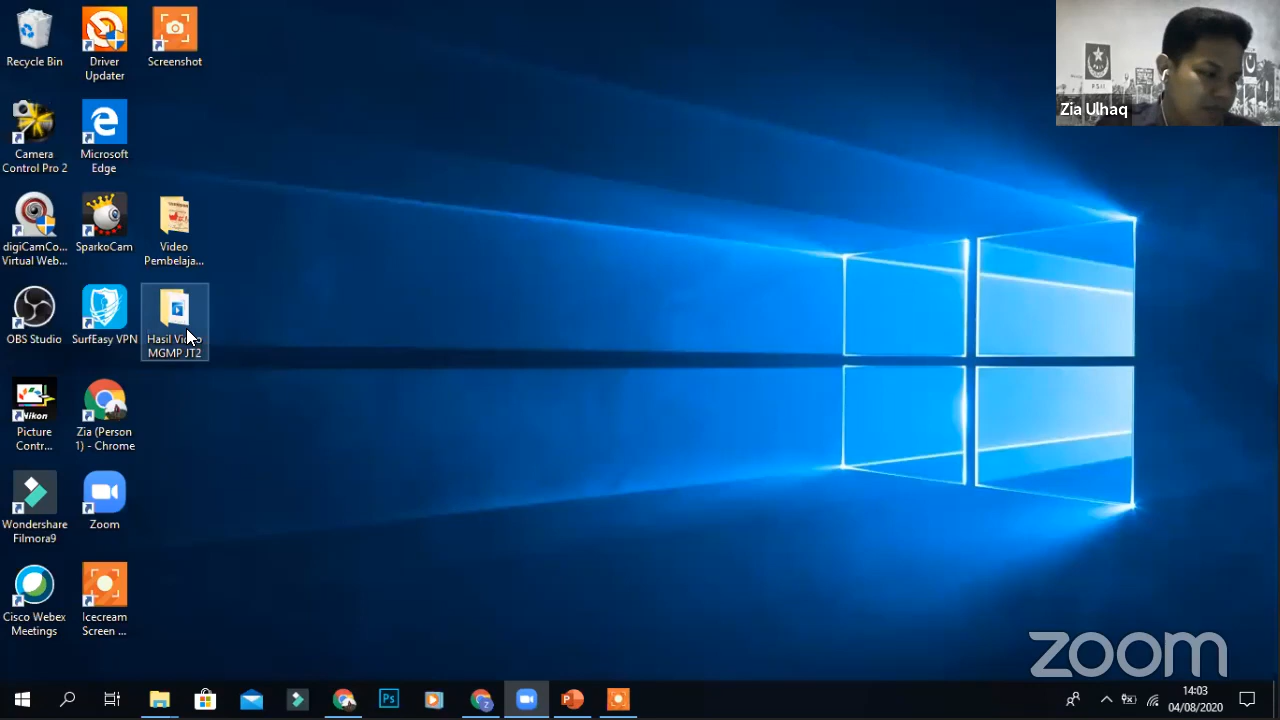 Recycle Bin
Driver
Updater
Screenshot
Camera
Control Pro 2
Microsoft
Edge
digiCamCo...
Virtual Web...
SparkoCam
Video
Pembelaja...
OBS Studio
SurfEasy VPN
Hasil Video
MGMP JT2
Nikon
Picture
Contr...
Zia (Person
1) - Chrome
Wondershare
Filmora9
Zoom
Cisco Webex
Meetings
Icecream
Screen ...
Zia Ulhaq
zoom
Ps
14:03
04/08/2020